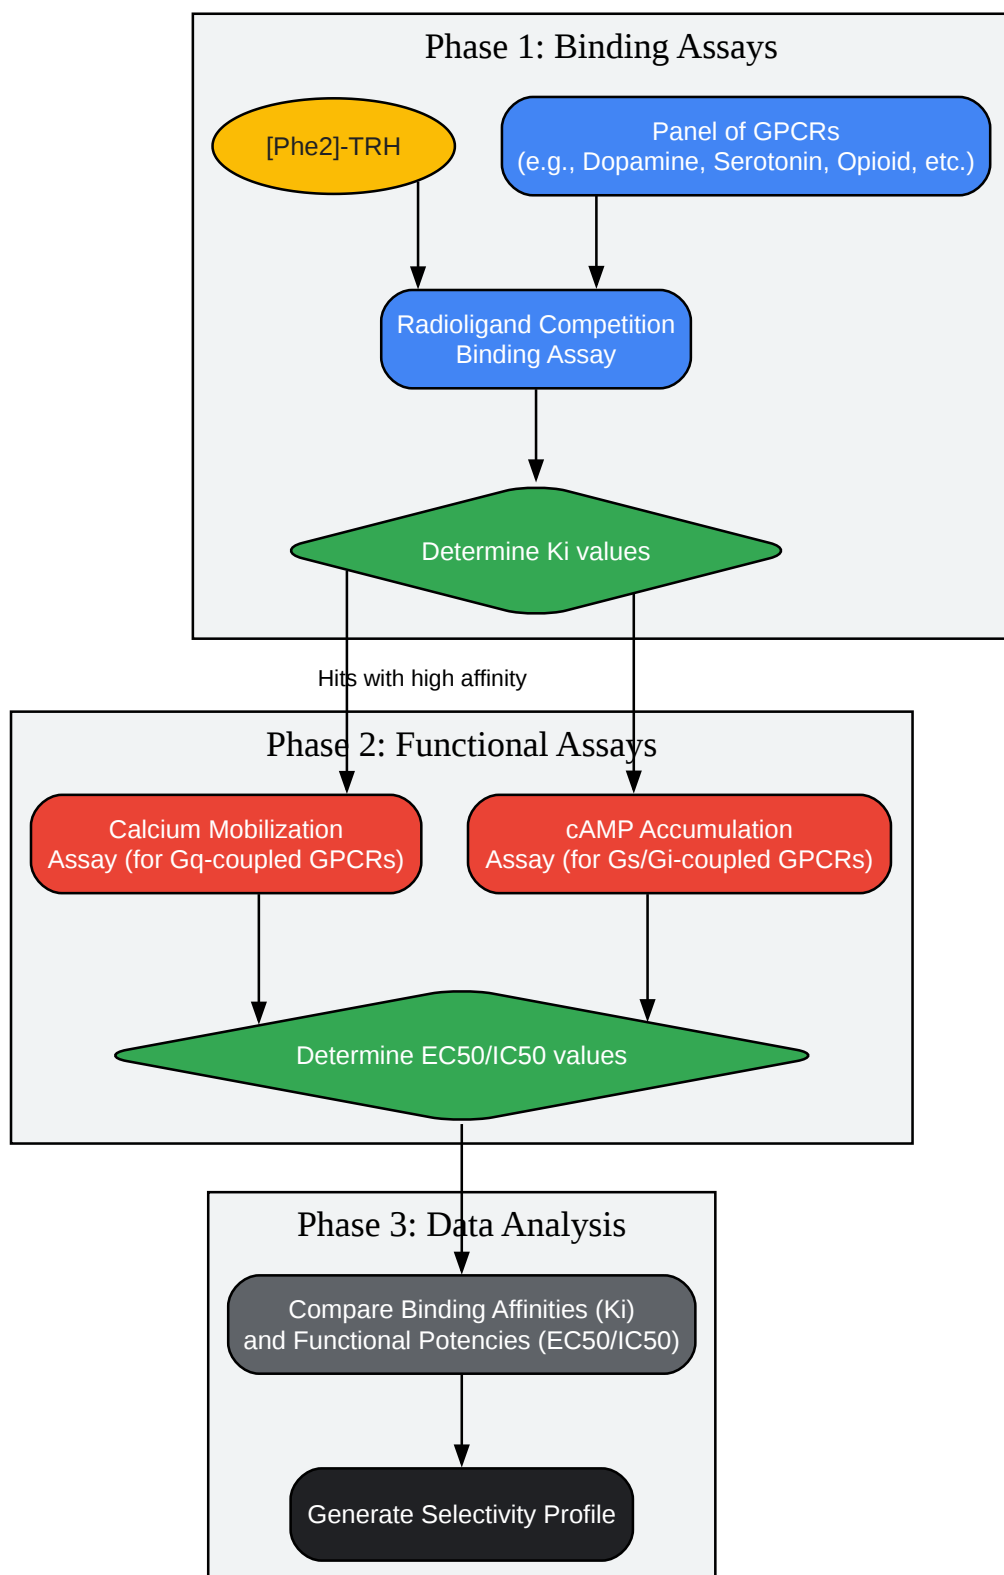 Phase 1: Binding Assays
[Phe2]-TRH
Panel of GPCRs
(e.g., Dopamine, Serotonin, Opioid, etc.)
Radioligand Competition
Binding Assay
Determine Ki values
Hits with high affinity
Phase 2: Functional Assays
Calcium Mobilization
Assay (for Gq-coupled GPCRs)
cAMP Accumulation
Assay (for Gs/Gi-coupled GPCRs)
Determine EC50/IC50 values
Phase 3: Data Analysis
Compare Binding Affinities (Ki)
and Functional Potencies (EC50/IC50)
Generate Selectivity Profile